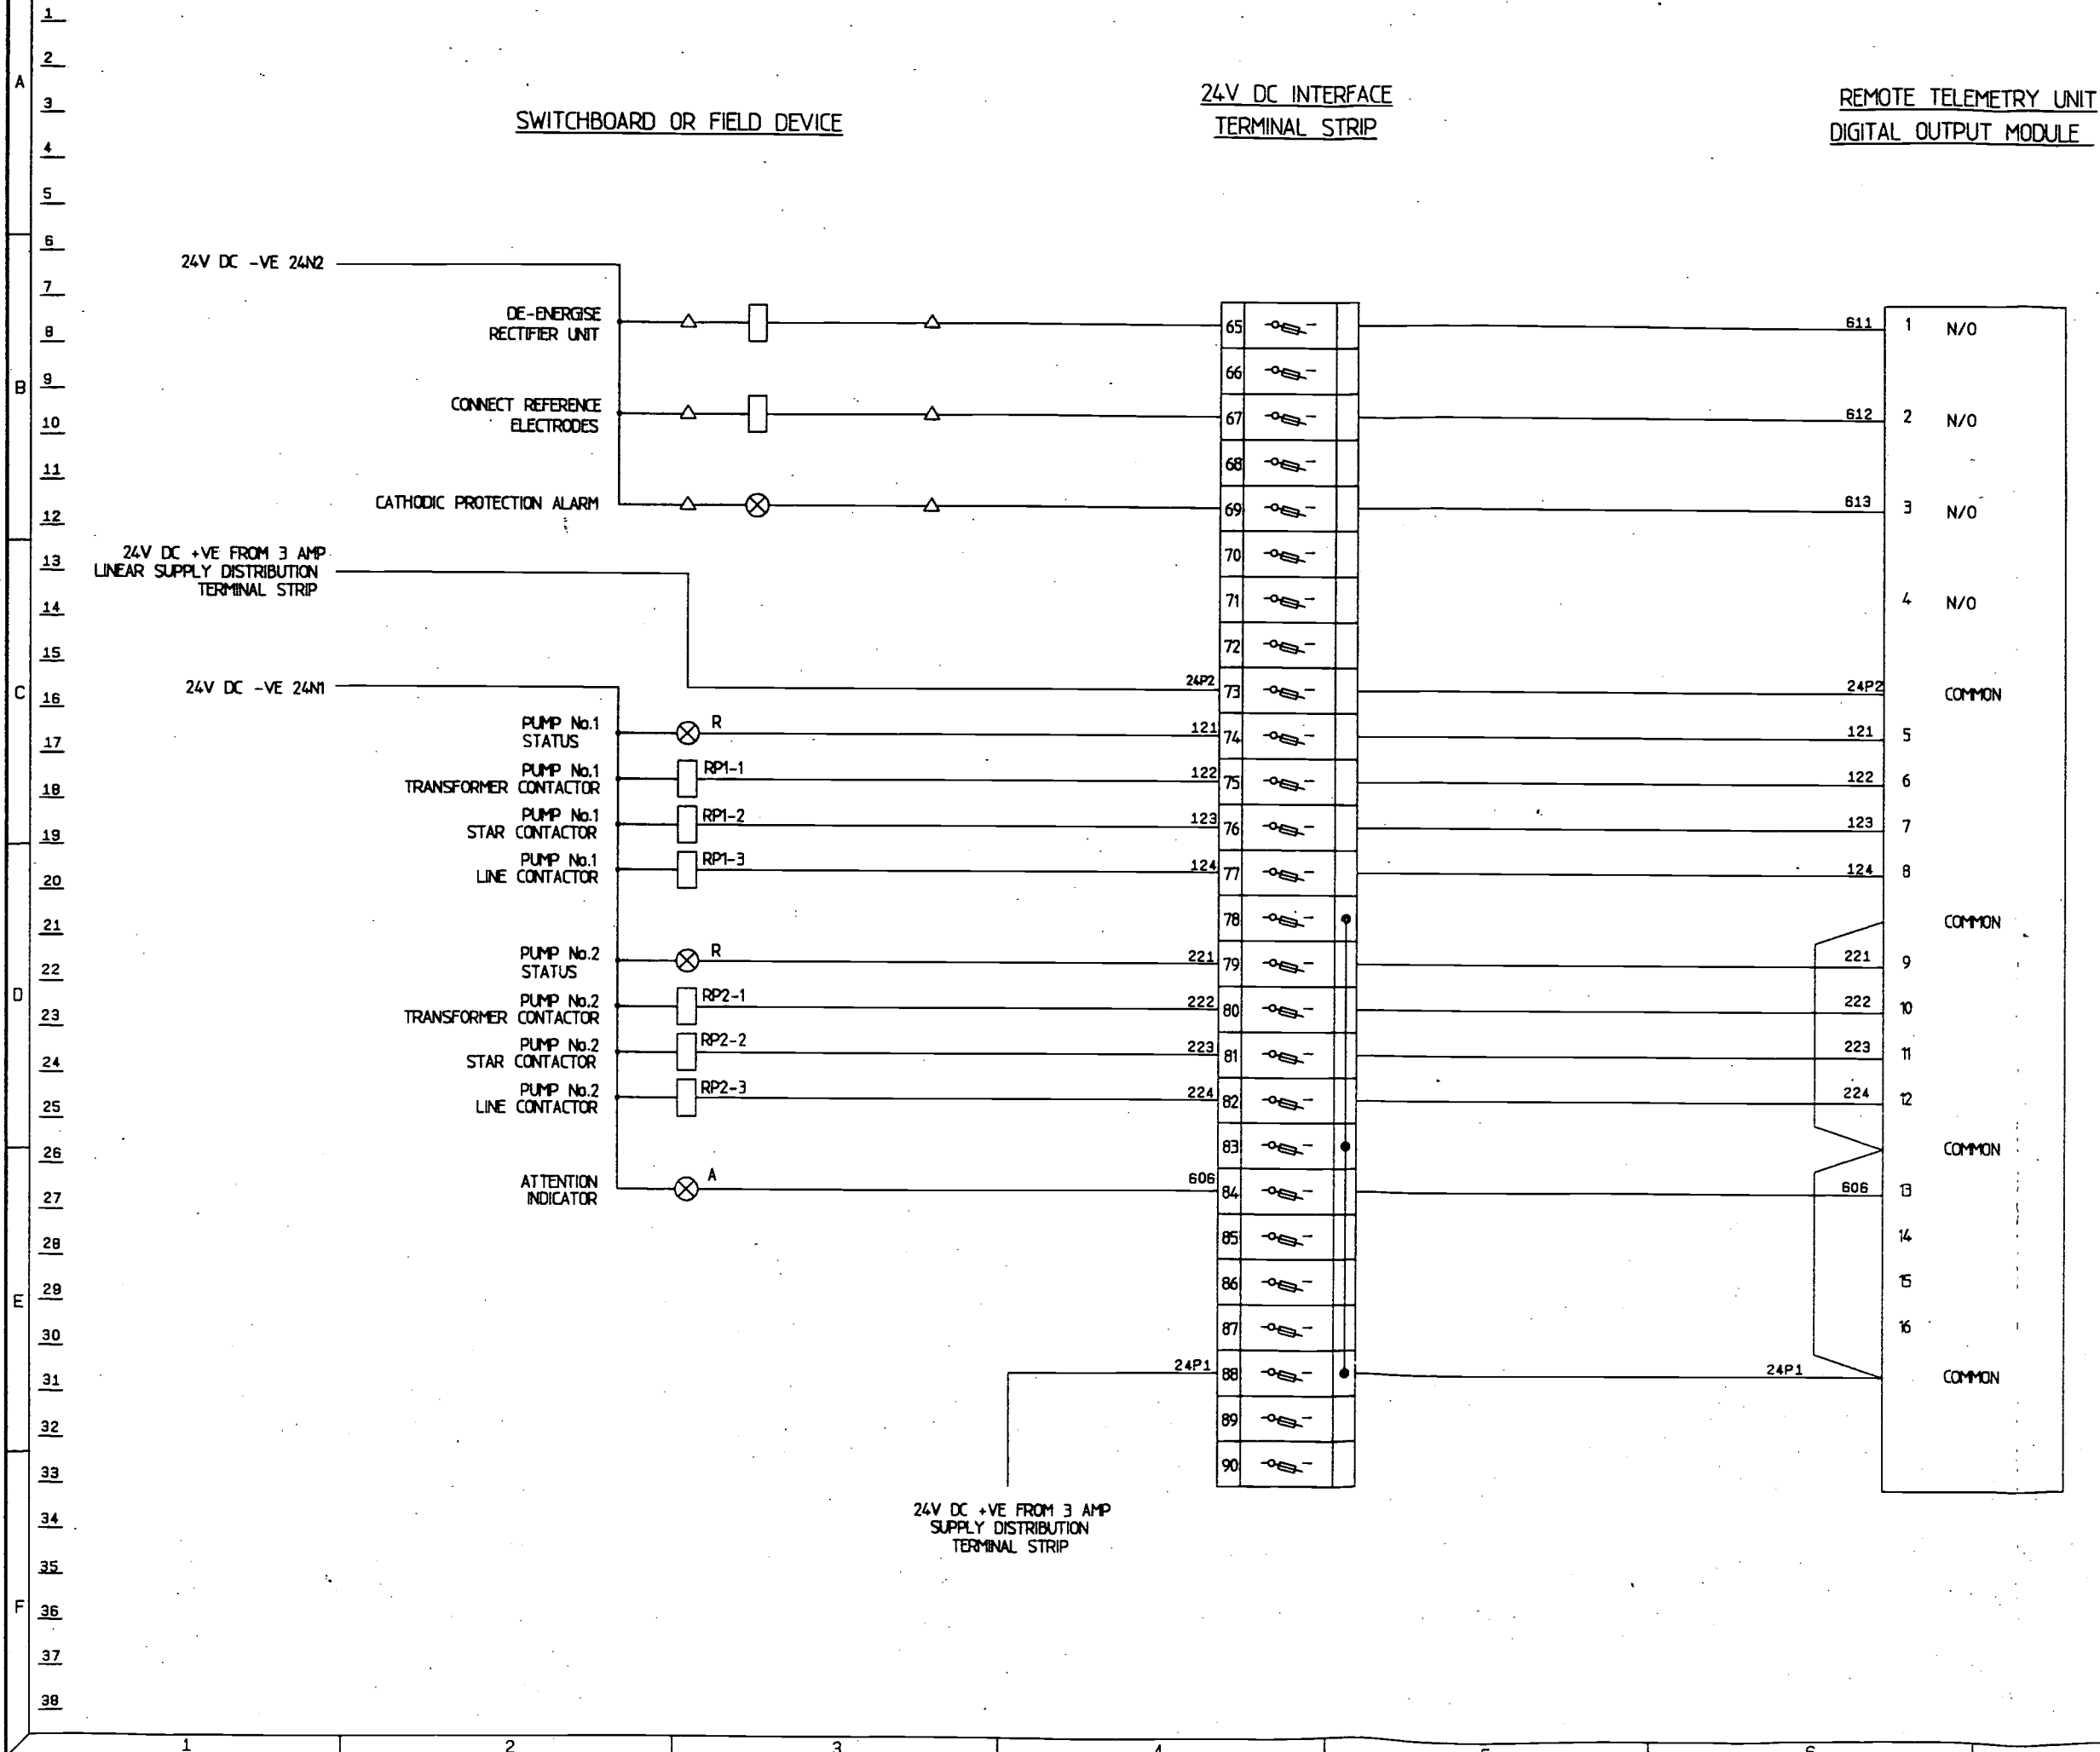 1
2
A
3
24V DC INTERFACE
TERMINAL STRIP
REMOTE TELEMETRY UNIT
DIGITAL OUTPUT MODULE
SWITCHBOARD OR FIELD DEVICE
4
5
6
24V DC -VE 24N2
7
DE-ENERGISE
RECTIFIER UNIT
65
611
1 N/O
8
66
B
9
CONNECT REFERENCE
ELECTRODES
67
612
2 N/O
10
68
11
CATHODIC PROTECTION ALARM
69
613
3 N/O
12
70
24V DC +VE FROM 3 AMP
LINEAR SUPPLY DISTRIBUTION
TERMINAL STRIP
13
71
4 N/O
14
72
15
24V DC -VE 24N1
24P2
73
24P2
COMMON
C
16
PUMP No.1
STATUS
R
121
74
121
5
17
PUMP No.1
TRANSFORMER CONTACTOR
RP1-1
122
75
122
6
18
PUMP No.1
STAR CONTACTOR
RP1-2
123
76
123
7
19
PUMP No.1
LINE CONTACTOR
RP1-3
124
77
124
8
20
78
COMMON
21
PUMP No.2
STATUS
R
221
79
221
9
22
D
PUMP No.2
TRANSFORMER CONTACTOR
RP2-1
222
80
222
10
23
PUMP No.2
STAR CONTACTOR
RP2-2
223
81
223
11
24
PUMP No.2
LINE CONTACTOR
RP2-3
224
82
224
12
25
83
COMMON
26
ATTENTION
INDICATOR
A
606
84
606
13
27
85
14
28
86
15
29
E
87
16
30
24P1
88
24P1
COMMON
31
89
32
90
33
24V DC +VE FROM 3 AMP
SUPPLY DISTRIBUTION
TERMINAL STRIP
34
35
F
36
37
38
1 2 3 4 5 6